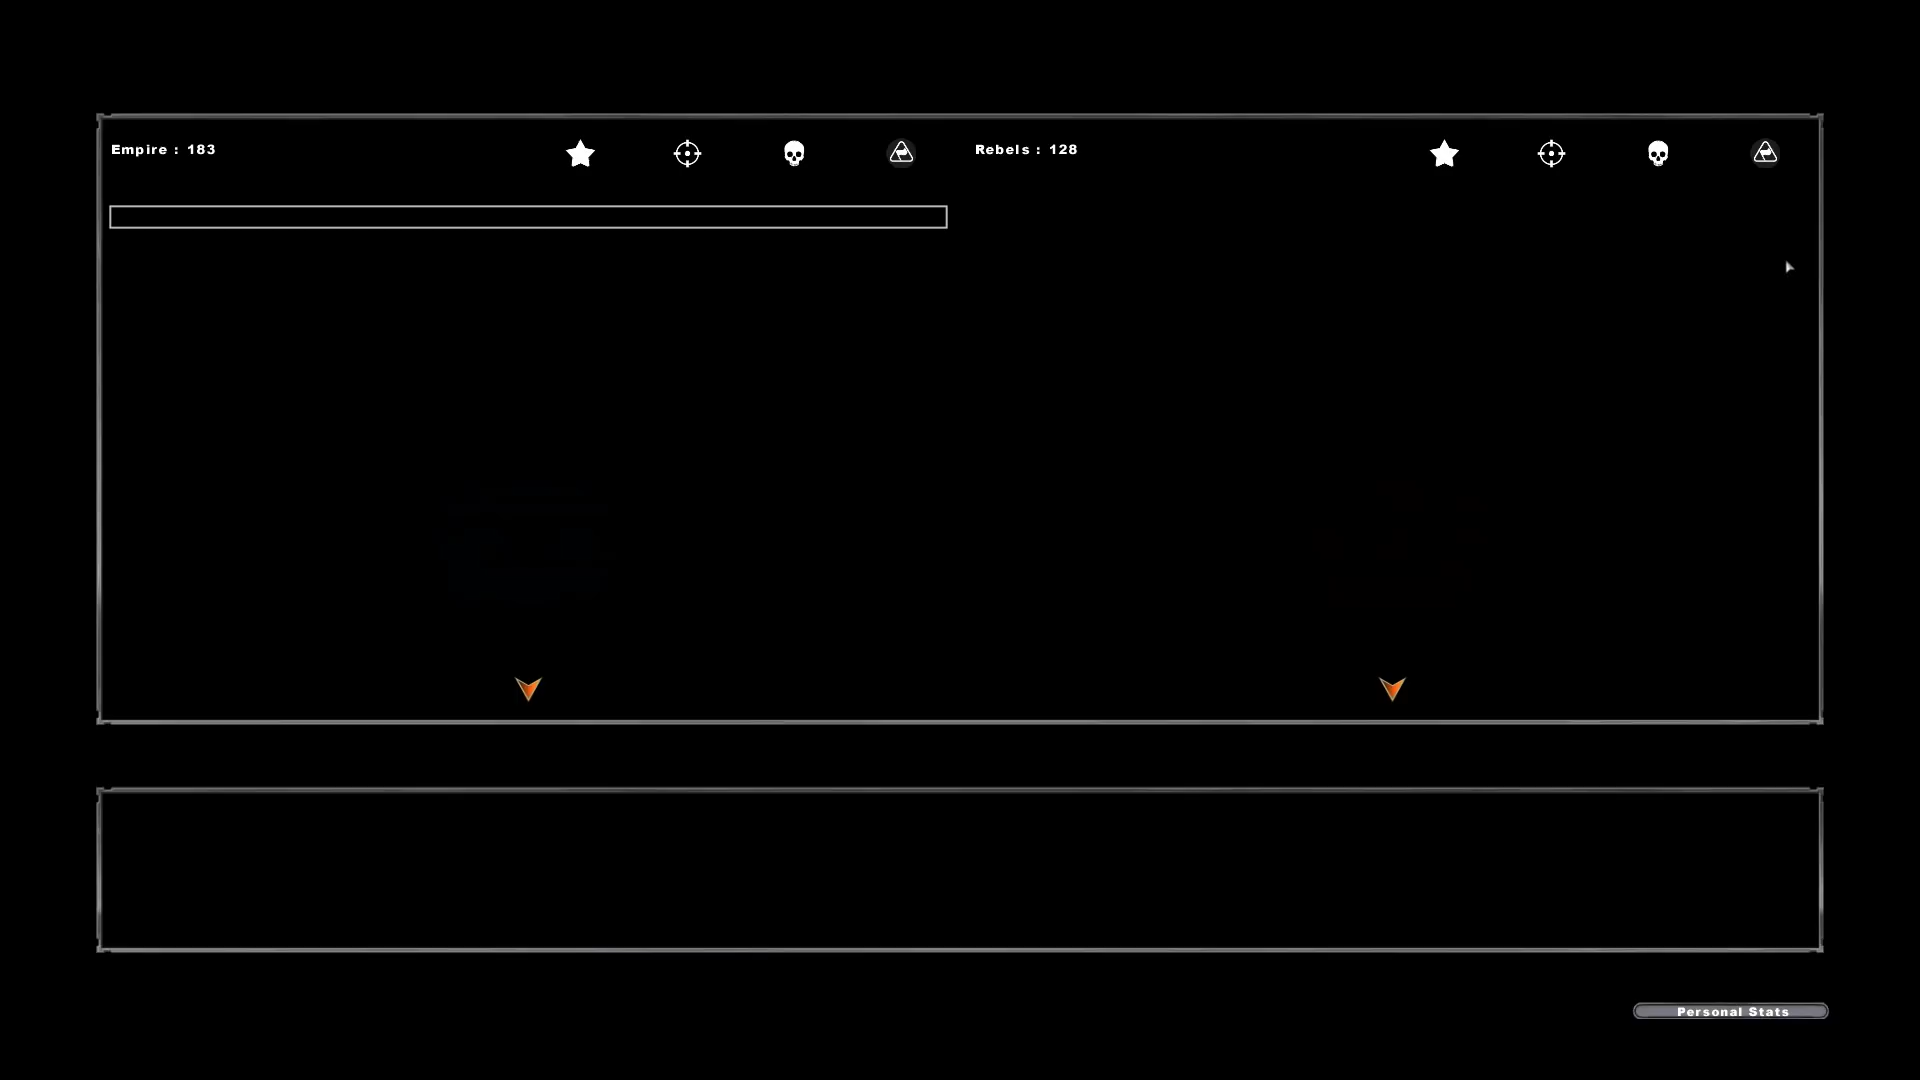 Empire : 183
Rebels : 128
Personal Stats